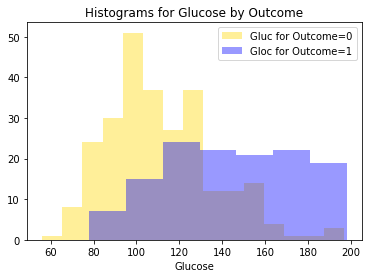 Histograms for Glucose by Outcome
Gluc for Outcome=0
Gloc for Outcome=1
50
40
30
20
10
0
60 80 100 120 140 160 180 200
Glucose